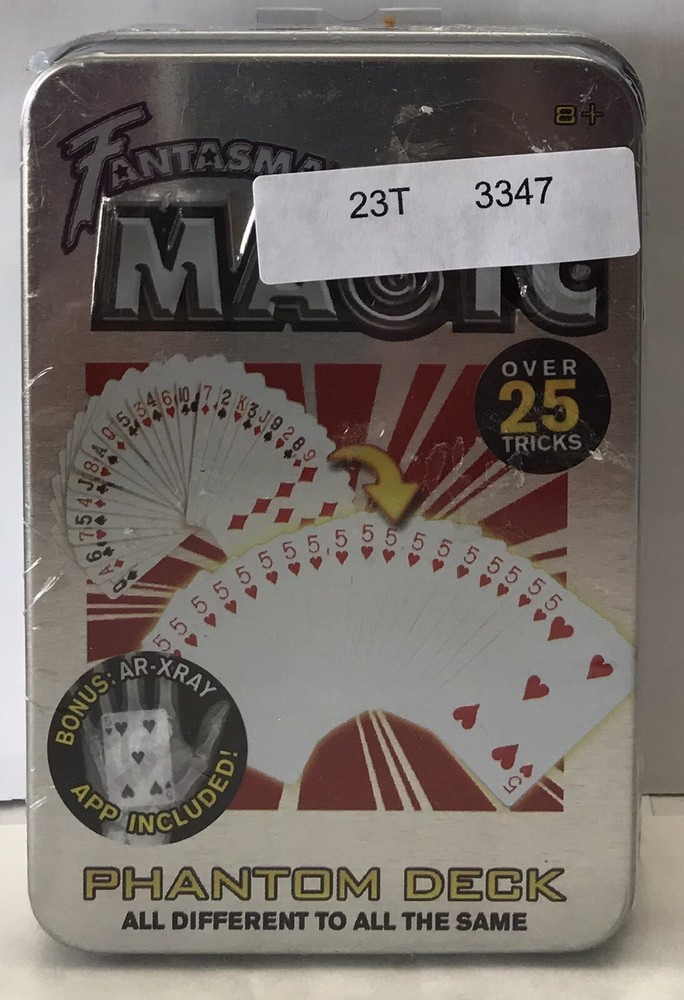 8+
FANTASMA
MAGIC
23T 3347
OVER
25
TRICKS
BONUS: AR-XRAY
APP INCLUDED!
PHANTOM DECK
ALL DIFFERENT TO ALL THE SAME